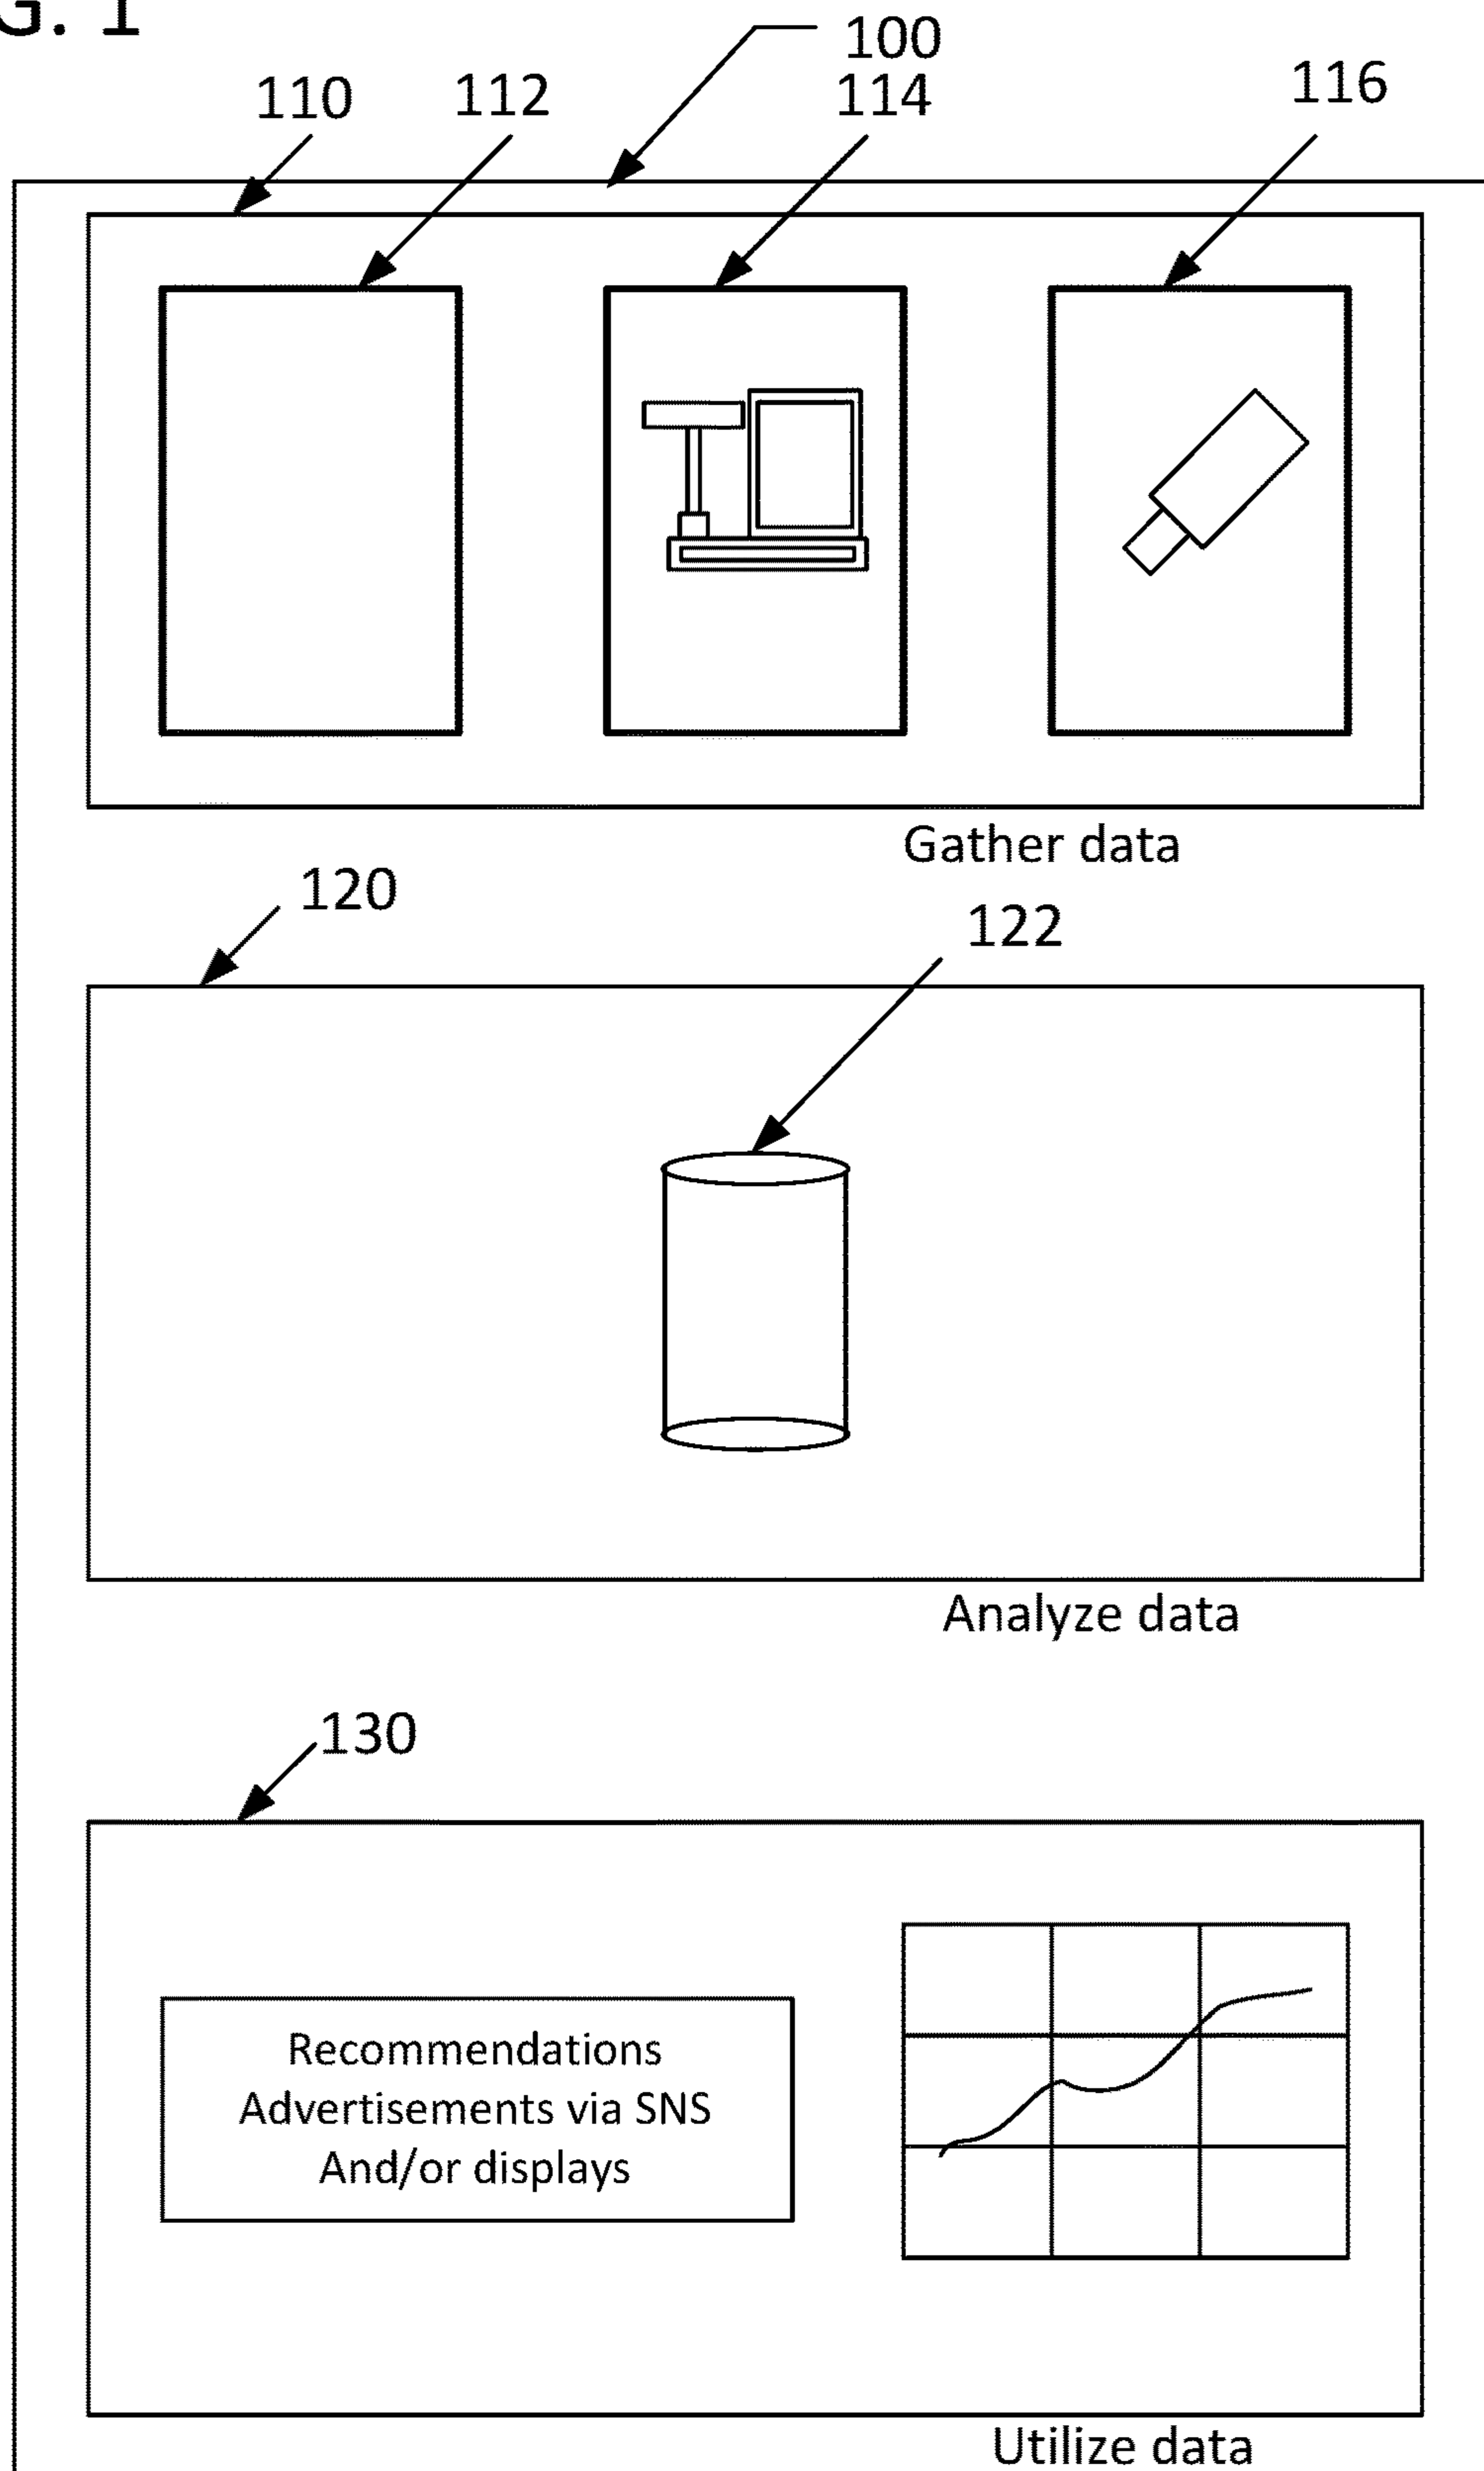 G. 1
100
110 112 114 116
Gather data
120
122
Analyze data
130
Recommendations
Advertisements via SNS
And/or displays
Utilize data